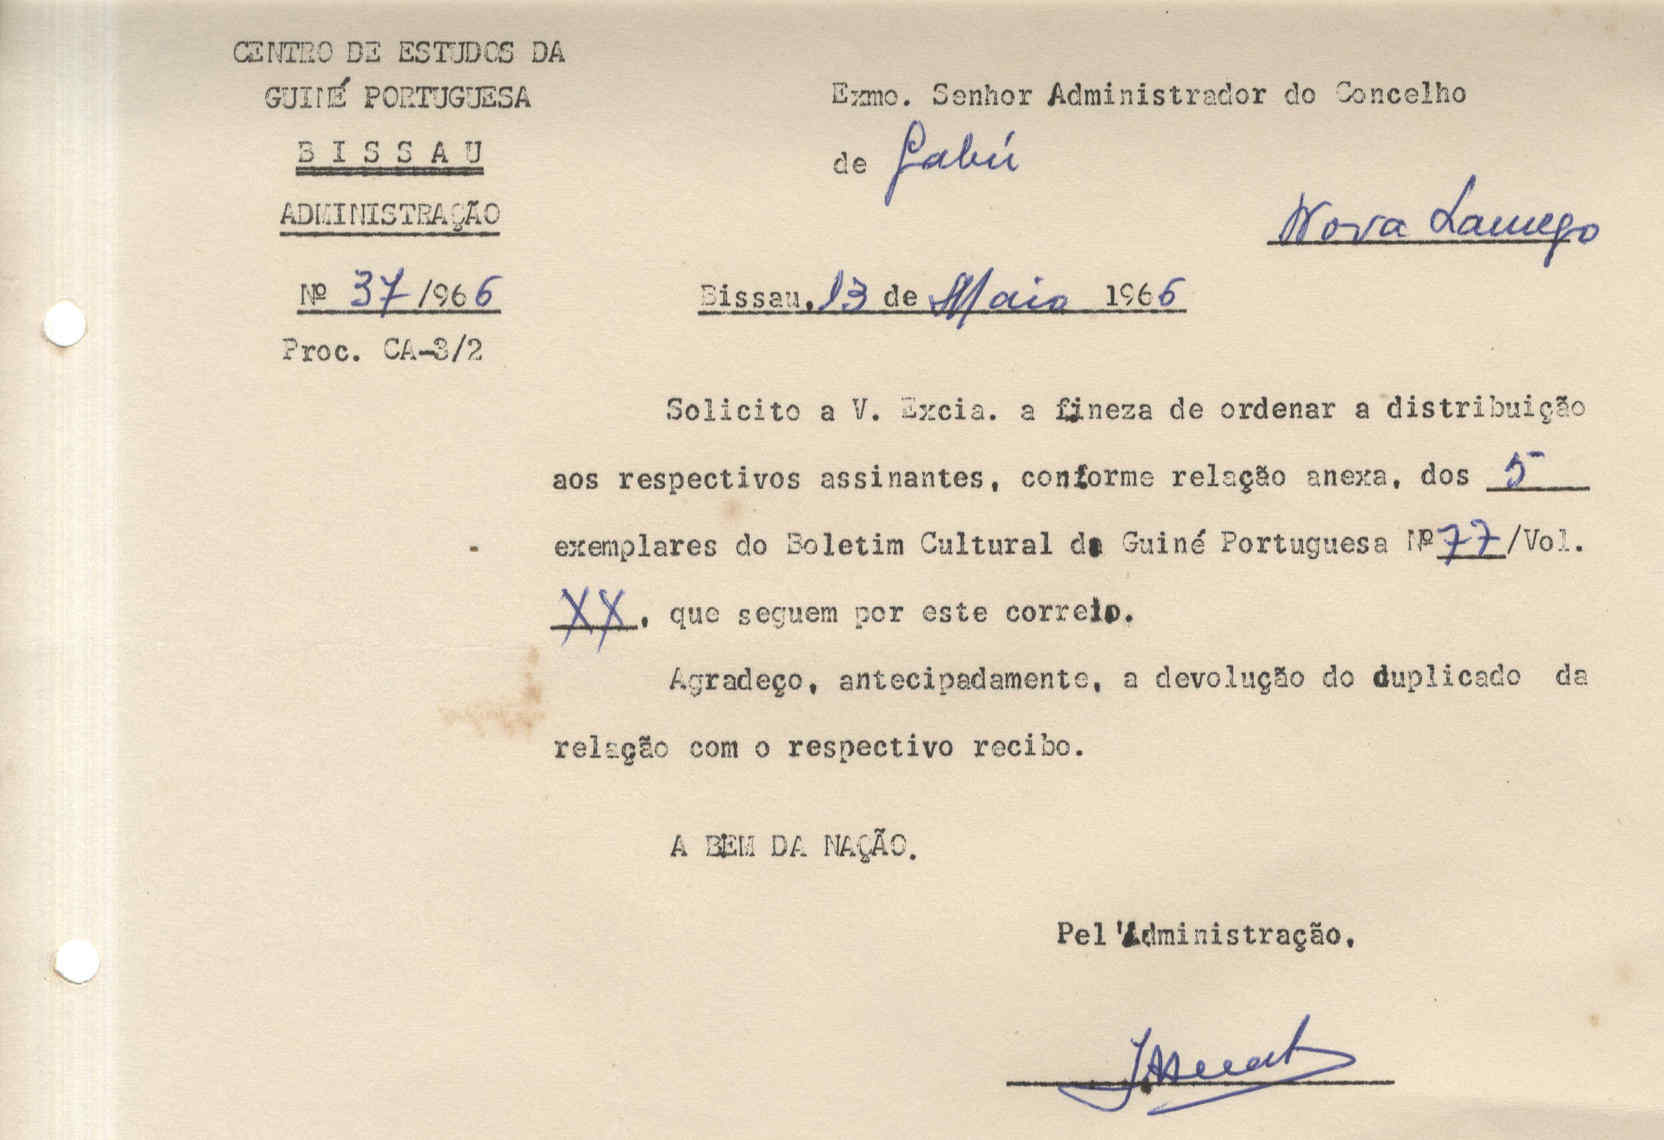 CENTRO DE ESTUDOS DA
GUINÉ PORTUGUESA
B I S S A U
ADMINISTRAÇÃO
Nº 37/966
Proc. CA-3/2
Exmo. Senhor Administrador do Concelho
de Gabú
Nova Lamego
Bissau, 13 de Maio 1966
Solicito a V. Excia. a fineza de ordenar a distribuição
aos respectivos assinantes, conforme relação anexa, dos 5
exemplares do Boletim Cultural da Guiné Portuguesa Nº 77/Vol.
XX, que seguem por este correio.
Agradeço, antecipadamente, a devolução do duplicado da
relação com o respectivo recibo.
A BEM DA NAÇÃO.
Pel'Administração,